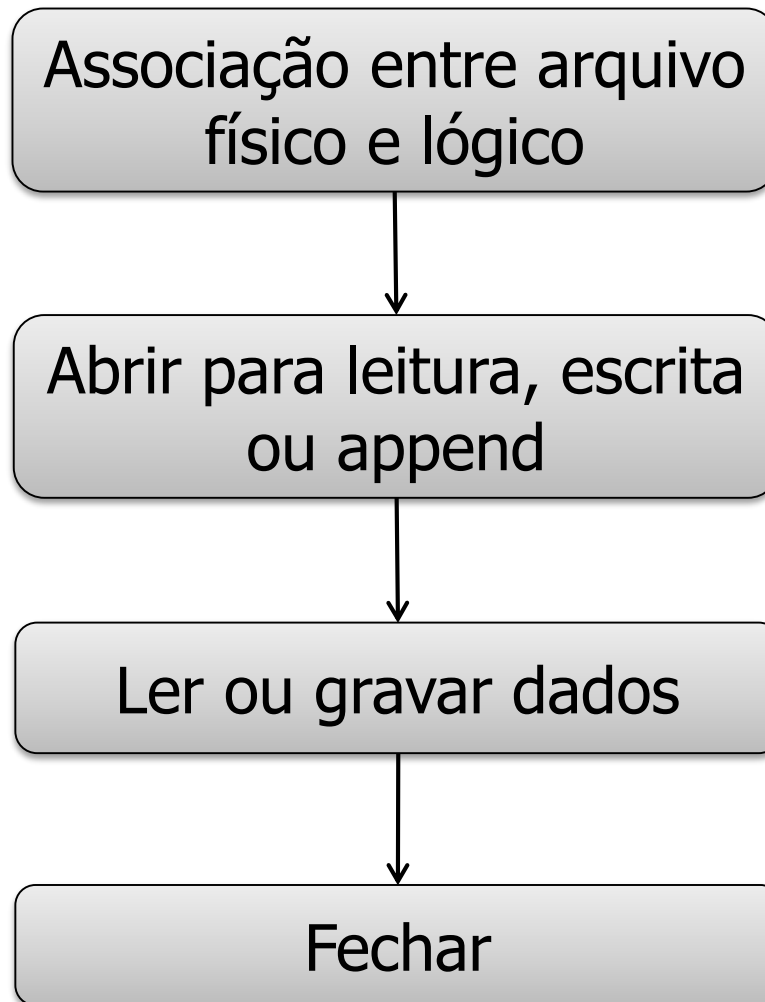 Associação entre arquivo
físico e lógico
Abrir para leitura, escrita
ou append
Ler ou gravar dados
Fechar